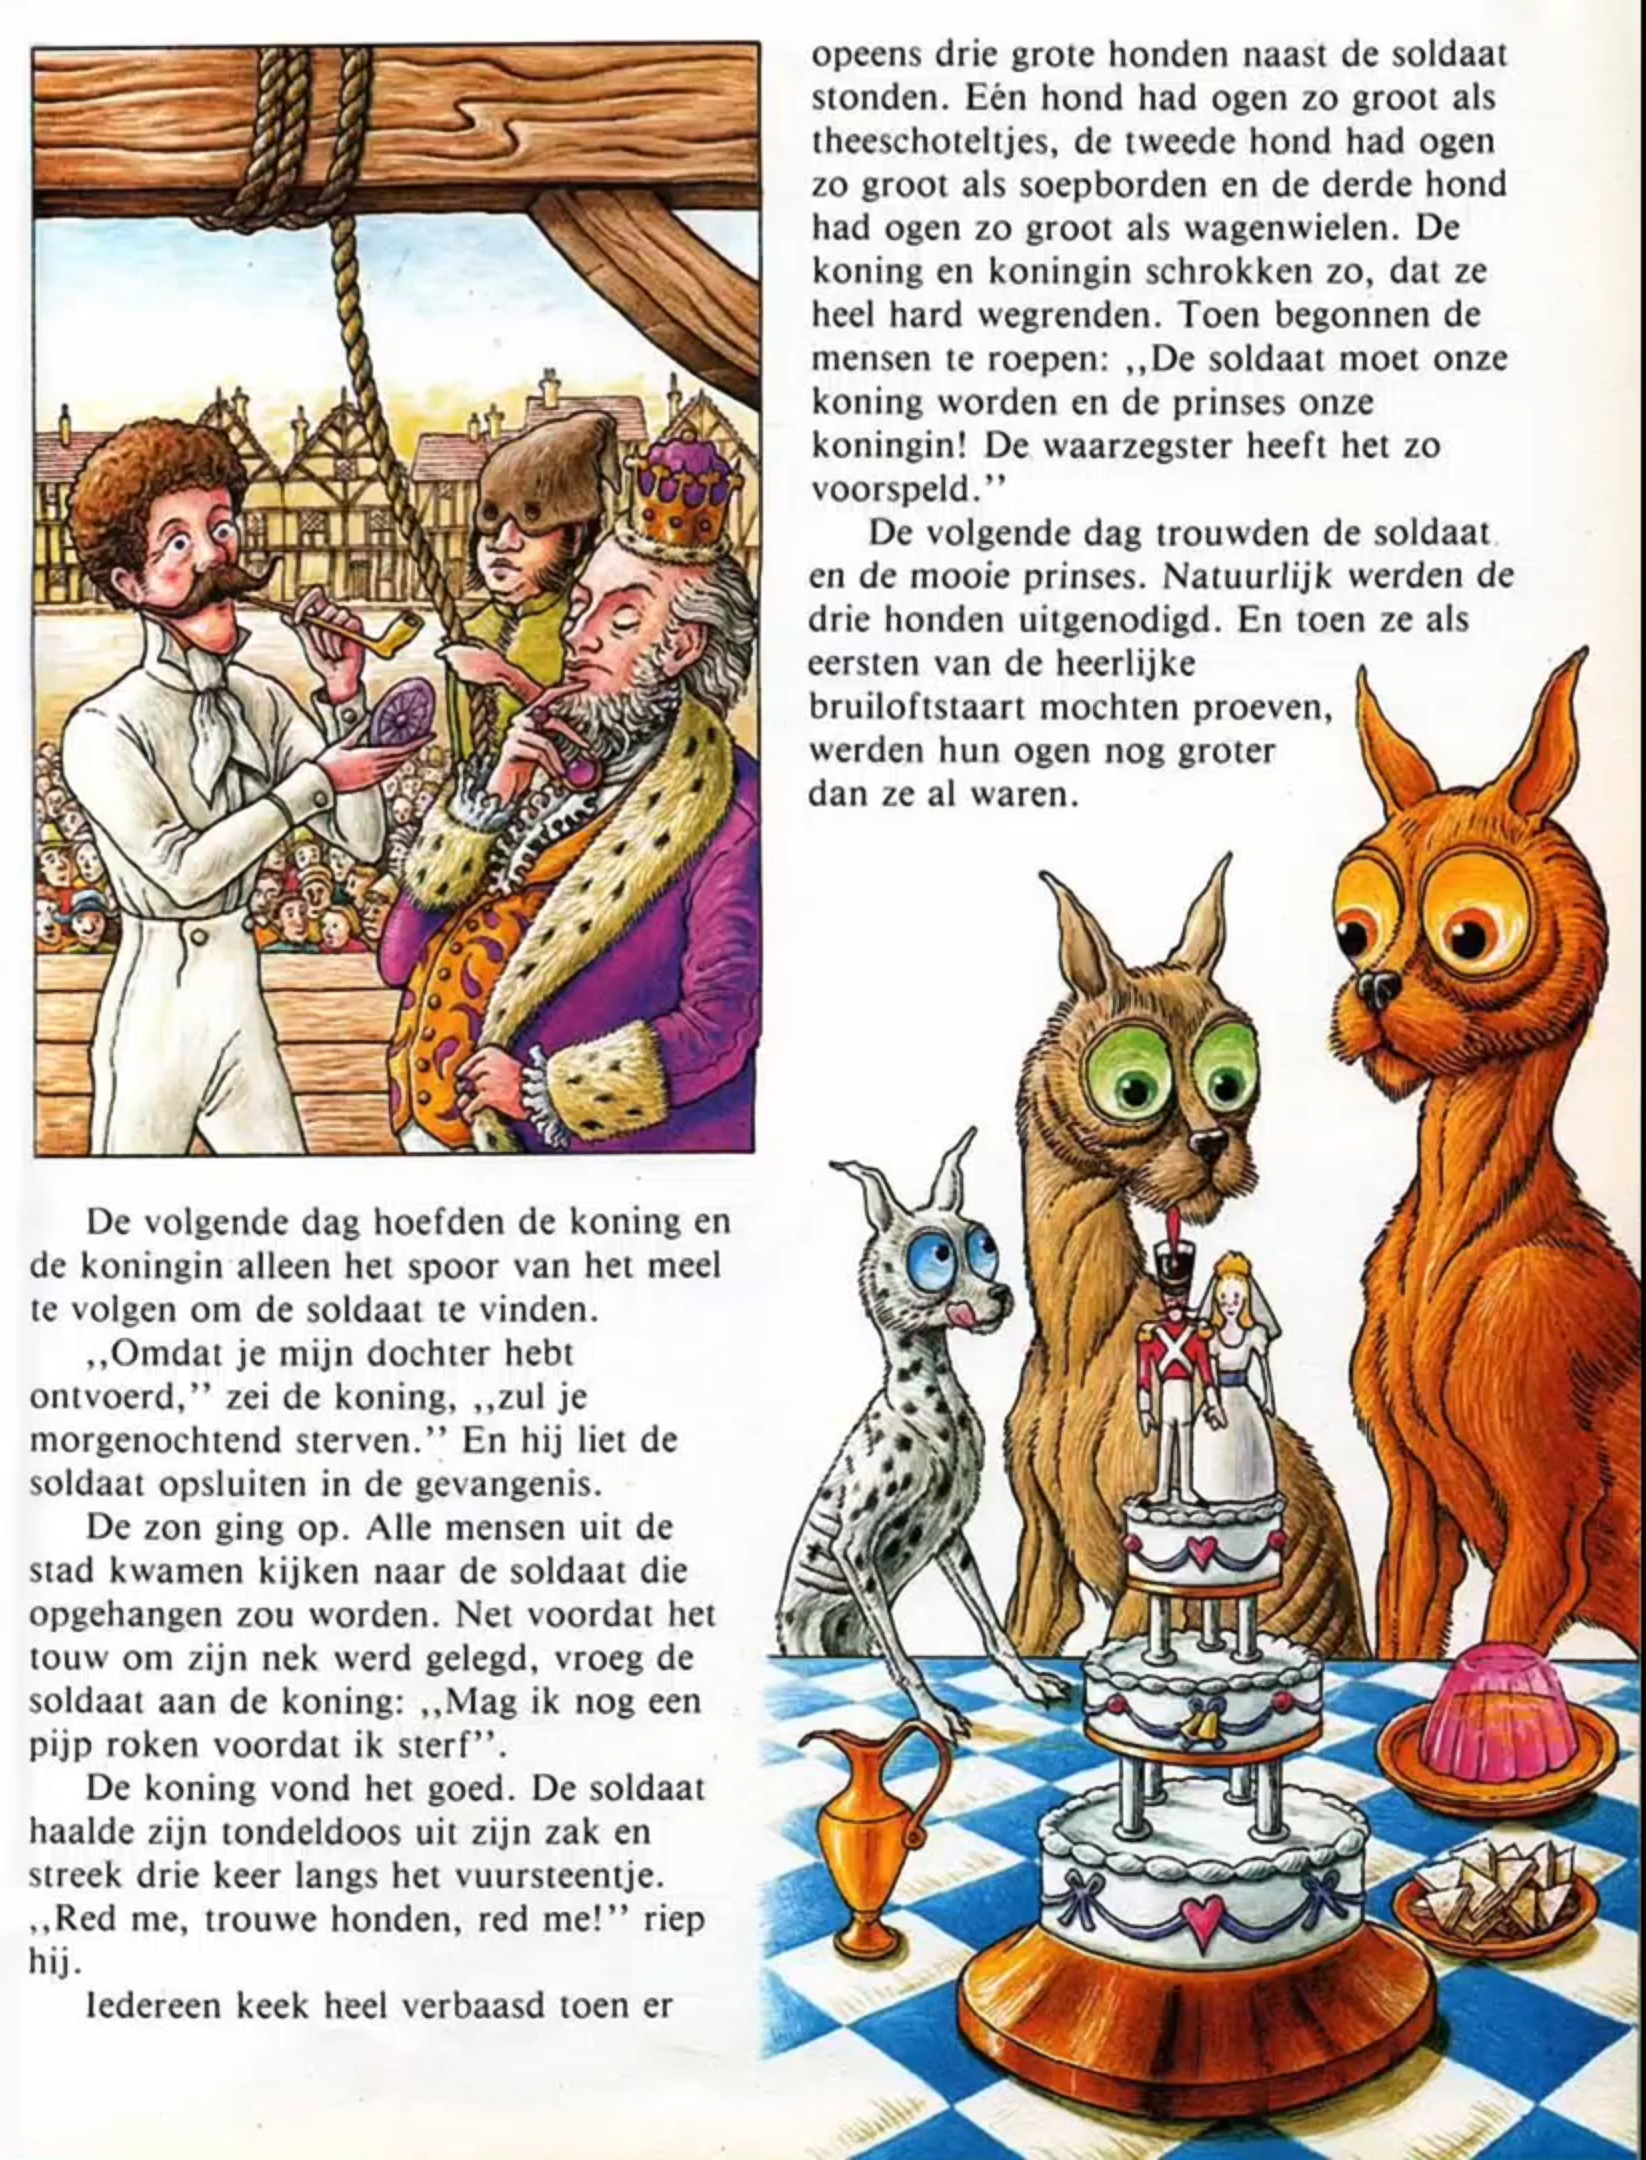 De volgende dag hoefden de koning en
de koningin alleen het spoor van het meel
te volgen om de soldaat te vinden.
,,Omdat je mijn dochter hebt
ontvoerd,’’ zei de koning, ,,zul je
morgenochtend sterven.’’ En hij liet de
soldaat opsluiten in de gevangenis.
De zon ging op. Alle mensen uit de
stad kwamen kijken naar de soldaat die
opgehangen zou worden. Net voordat het
touw om zijn nek werd gelegd, vroeg de
soldaat aan de koning: ,,Mag ik nog een
pijp roken voordat ik sterf’’.
De koning vond het goed. De soldaat
haalde zijn tondeldoos uit zijn zak en
streek drie keer langs het vuursteentje.
,,Red me, trouwe honden, red me!’’ riep
hij.
Iedereen keek heel verbaasd toen er
opeens drie grote honden naast de soldaat
stonden. Eén hond had ogen zo groot als
theeschoteltjes, de tweede hond had ogen
zo groot als soepborden en de derde hond
had ogen zo groot als wagenwielen. De
koning en koningin schrokken zo, dat ze
heel hard wegrenden. Toen begonnen de
mensen te roepen: ,,De soldaat moet onze
koning worden en de prinses onze
koningin! De waarzegster heeft het zo
voorspeld.’’
De volgende dag trouwden de soldaat
en de mooie prinses. Natuurlijk werden de
drie honden uitgenodigd. En toen ze als
eersten van de heerlijke
bruiloftstaart mochten proeven,
werden hun ogen nog groter
dan ze al waren.